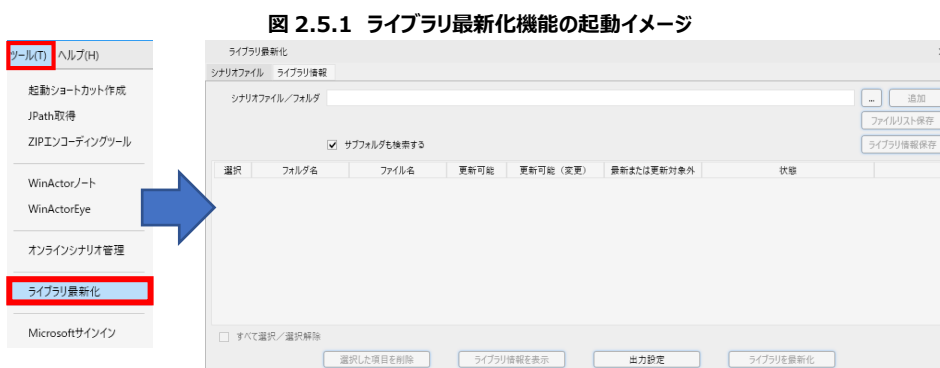 図 2.5.1 ライブラリ最新化機能の起動イメージ
ツール(T) ヘルプ(H)
起動ショートカット作成
JPath取得
ZIPエンコーディングツール
WinActorノート
WinActorEye
オンラインシナリオ管理
ライブラリ最新化
Microsoftサインイン
ライブラリ最新化
シナリオファイル ライブラリ情報
シナリオファイル／フォルダ ... 追加
ファイルリスト保存
サブフォルダも検索する ライブラリ情報保存
選択 フォルダ名 ファイル名 更新可能 更新可能（変更） 最新または更新対象外 状態
すべて選択／選択解除
選択した項目を削除 ライブラリ情報を表示 出力設定 ライブラリを最新化